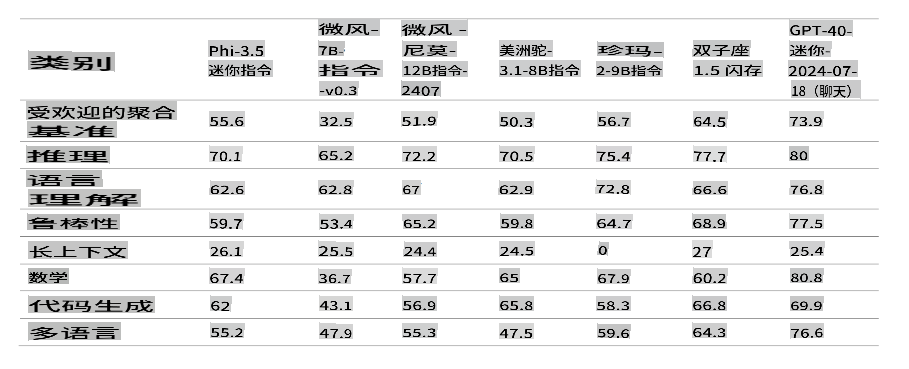 类别
Phi-3.5
迷你指令
微风-
7B-
指令
-v0.3
微风 -
尼莫-
12B指令-
2407
美洲驼-
3.1-8B指令
珍玛-
2-9B指令
双子座
1.5 闪存
GPT-40-
迷你-
2024-07-
18（聊天）
受欢迎的聚合
基准
55.6 32.5 51.9 50.3 56.7 64.5 73.9
推理 70.1 65.2 72.2 70.5 75.4 77.7 80
语言
理解
62.6 62.8 67 62.9 72.8 66.6 76.8
鲁棒性 59.7 53.4 65.2 59.8 64.7 68.9 77.5
长上下文 26.1 25.5 24.4 24.5 0 27 25.4
数学 67.4 36.7 57.7 65 67.9 60.2 80.8
代码生成 62 43.1 56.9 65.8 58.3 66.8 69.9
多语言 55.2 47.9 55.3 47.5 59.6 64.3 76.6